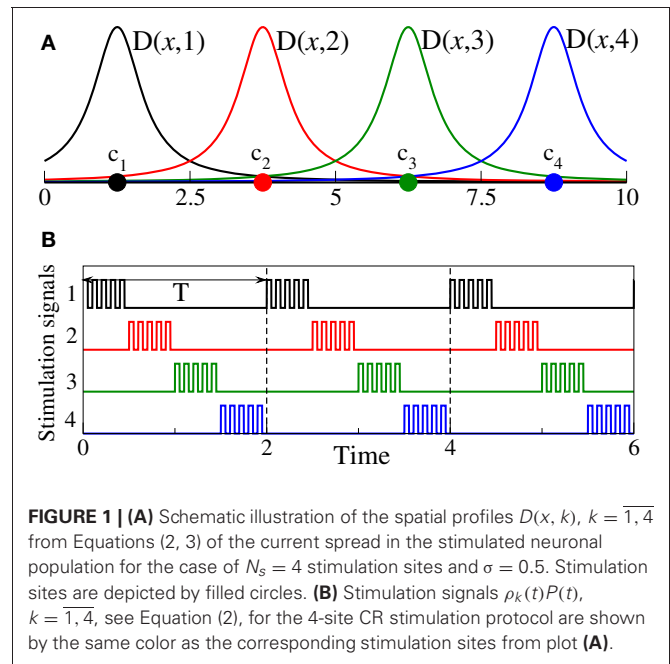 A
D(x,1) D(x,2) D(x,3) D(x,4)
c₁ c₂ c₃ c₄
0 2.5 5 7.5 10
B
Stimulation signals
T
1
2
3
4
0 2 4 6
Time
FIGURE 1 | (A) Schematic illustration of the spatial profiles D(x, k), k = \overline{1, 4}
from Equations (2, 3) of the current spread in the stimulated neuronal
population for the case of Nₛ = 4 stimulation sites and σ = 0.5. Stimulation
sites are depicted by filled circles. (B) Stimulation signals ρₖ(t)P(t),
k = \overline{1, 4}, see Equation (2), for the 4-site CR stimulation protocol are shown
by the same color as the corresponding stimulation sites from plot (A).